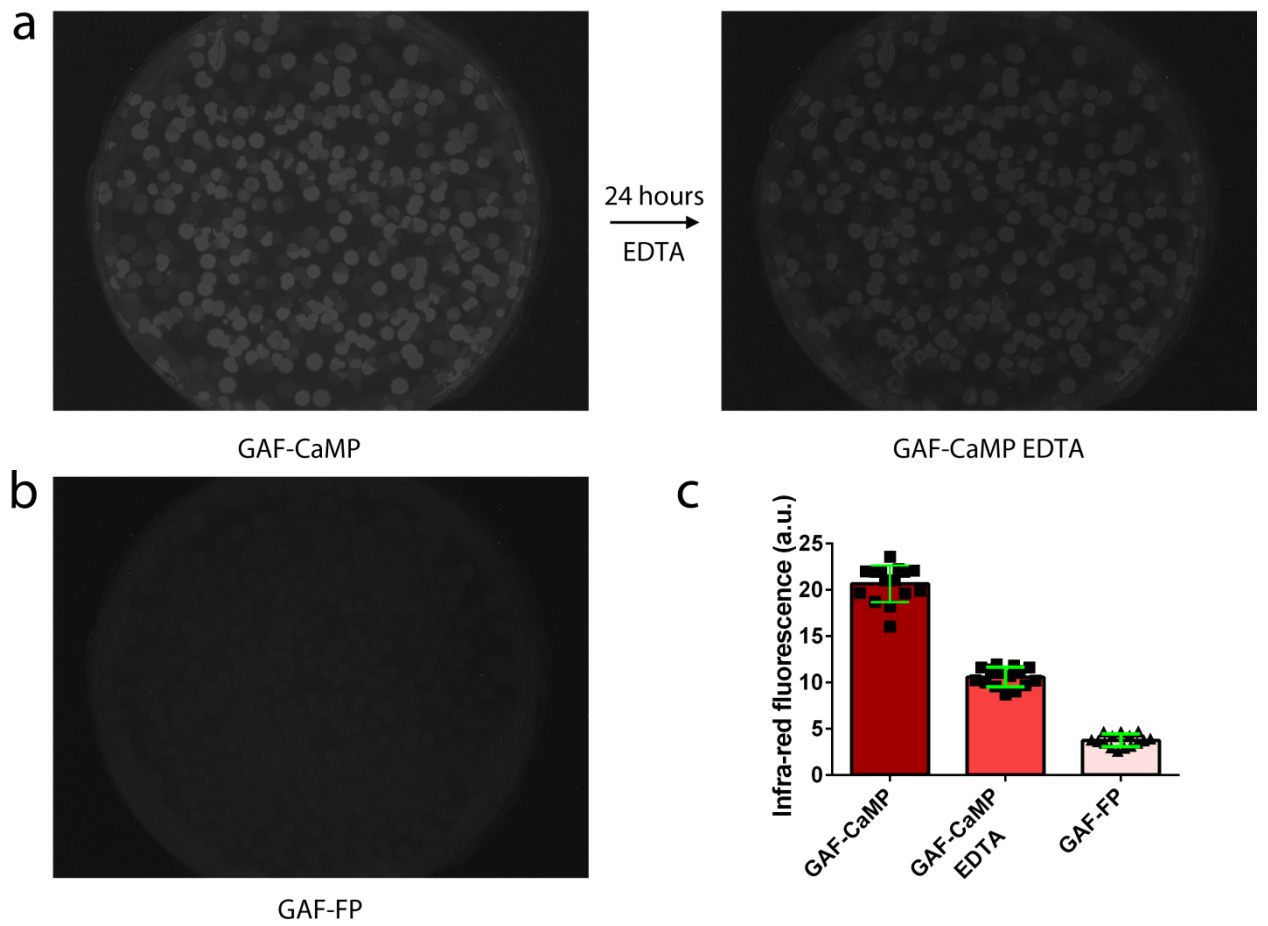 a
24 hours
EDTA
GAF-CaMP
GAF-CaMP EDTA
b
GAF-FP
c
Infra-red fluorescence (a.u.)
25
20
15
10
5
0
GAF-CaMP
GAF-CaMP
EDTA
GAF-FP